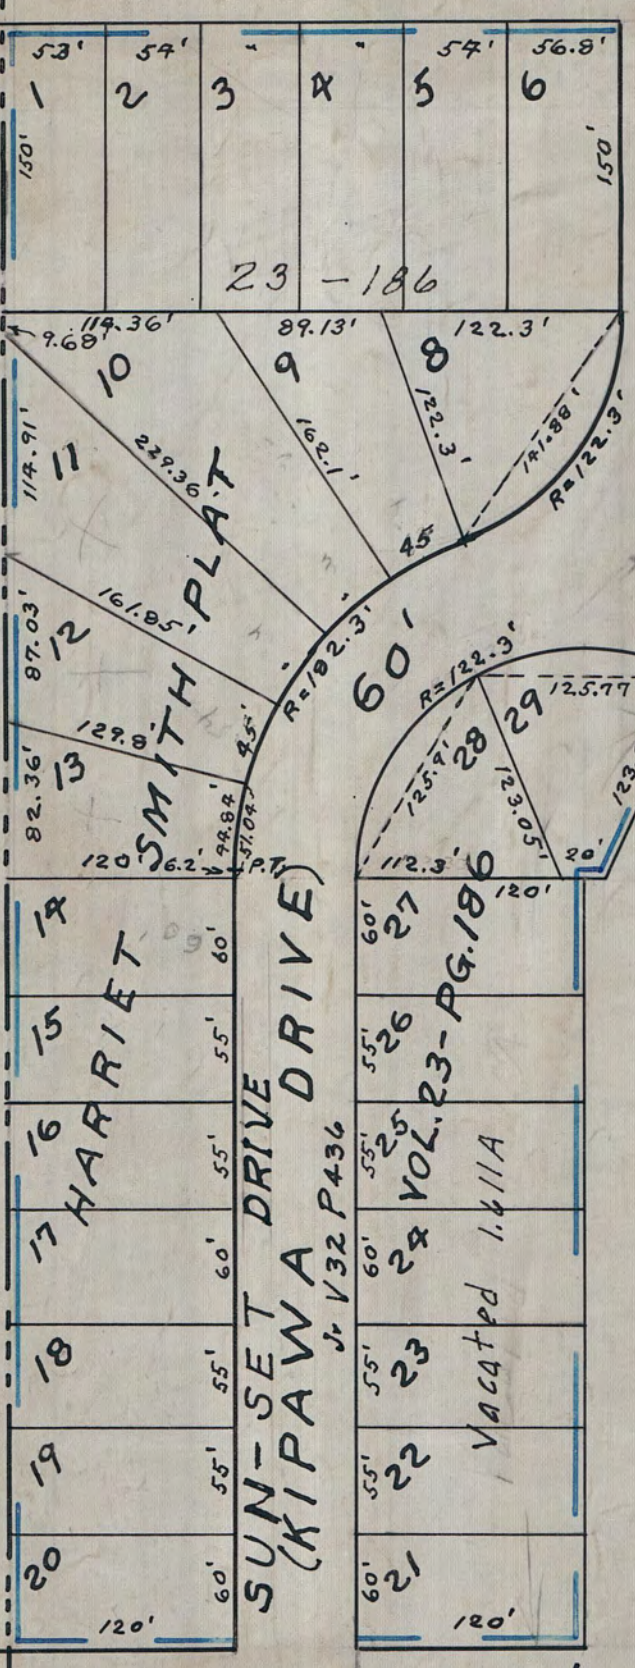 53' 54' " " 54' 56.8'
1 2 3 4 5 6
150' 150'
23 - 186
9.68' 114.36' 89.13' 122.3'
10 9 8
114.91' 11 229.36 162.1' 122.3' 141.88' R=122.3'
45
"
"
87.03' 12 161.85'
R=182.3'
60'
45'
82.36' 13 129.8'
44.84' 51.04'
120' 6.2' P.T.
R=122.3'
125.9' 28 29 125.77
123.05' 123
112.3' 20'
120'
HARRIET SMITH PLAT
14 60'
15 55'
16 55'
17 60'
18 55'
19 55'
20 60'
120'
SUN-SET DRIVE
(KIPAWA DRIVE)
V32 P436
60' 27
55' 26
55' 25
60' 24
55' 23
55' 22
60' 21
120'
VOL. 23 - PG. 186
Vacated 1.611A